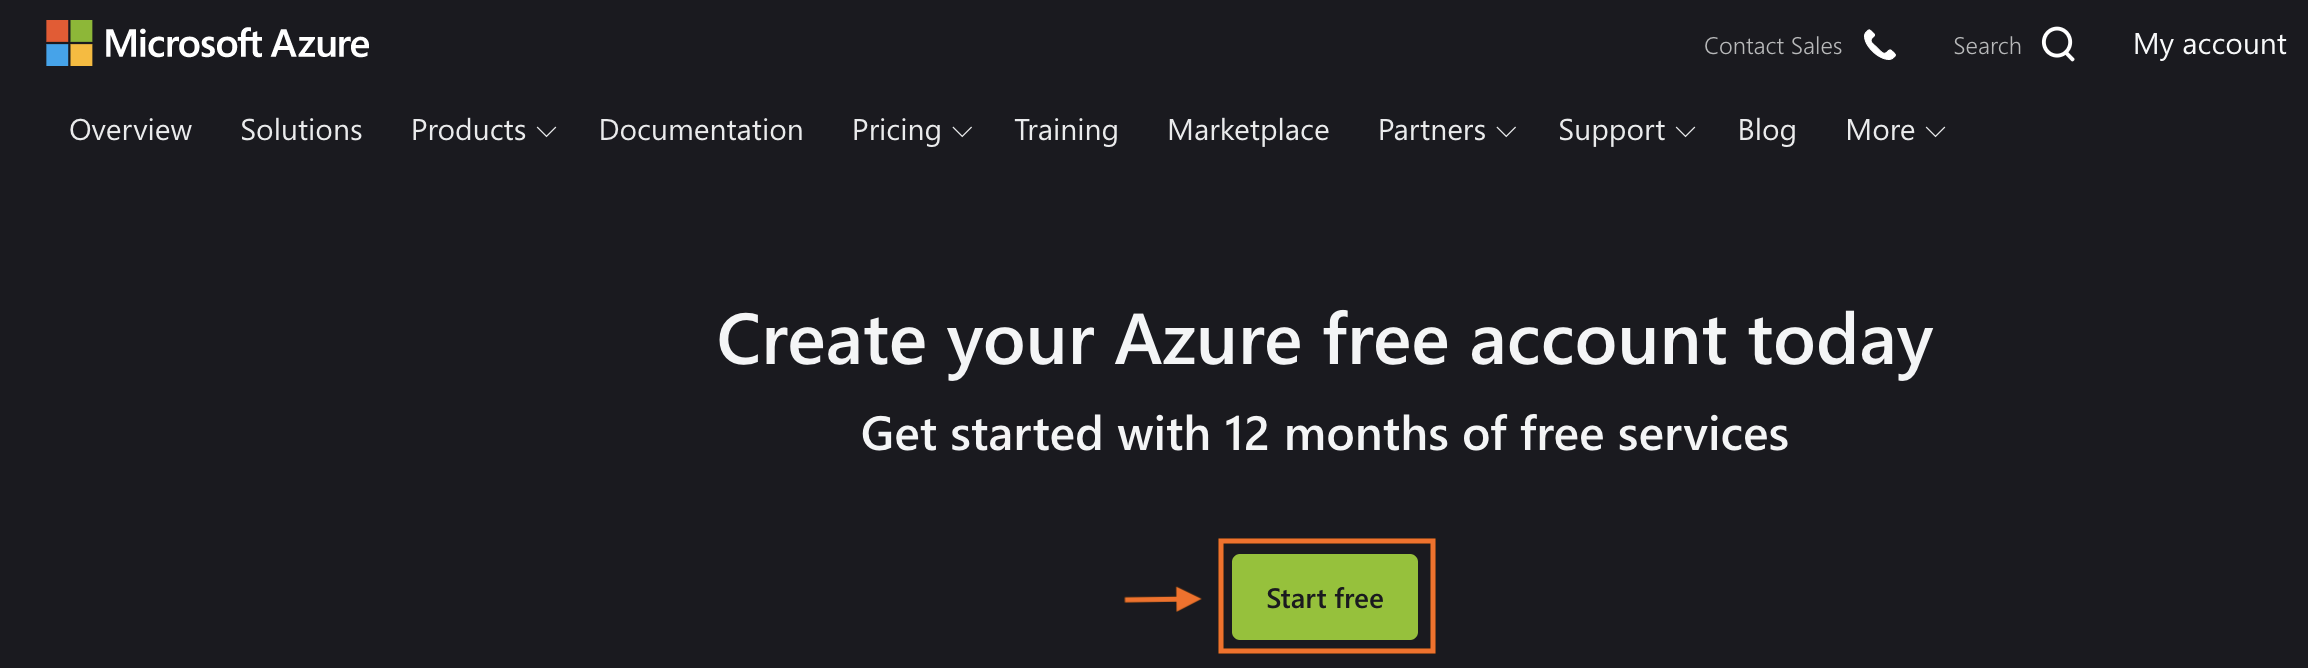 Microsoft Azure
Contact Sales Search My account
Overview Solutions Products Documentation Pricing Training Marketplace Partners Support Blog More
Create your Azure free account today
Get started with 12 months of free services
Start free